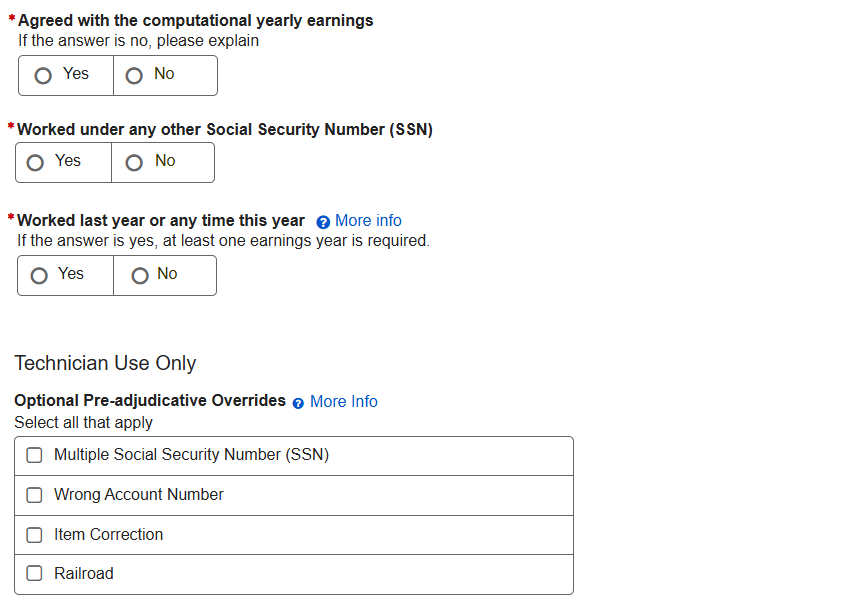 *Agreed with the computational yearly earnings
If the answer is no, please explain
Yes No
*Worked under any other Social Security Number (SSN)
Yes No
*Worked last year or any time this year ? More info
If the answer is yes, at least one earnings year is required.
Yes No
Technician Use Only
Optional Pre-adjudicative Overrides ? More Info
Select all that apply
Multiple Social Security Number (SSN)
Wrong Account Number
Item Correction
Railroad